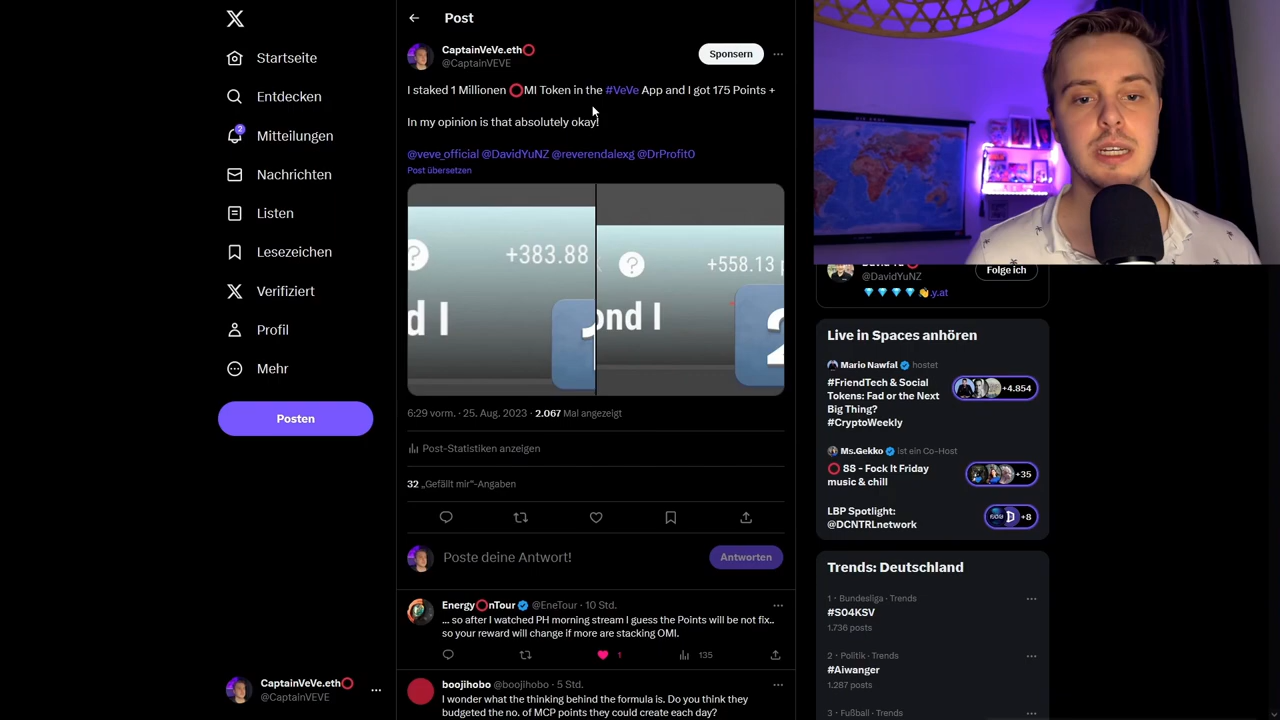 Startseite
Entdecken
2
Mitteilungen
Nachrichten
Listen
Lesezeichen
Verifiziert
Profil
Mehr
Posten
CaptainVeVe.eth⭕
@CaptainVEVE
Post
CaptainVeVe.eth⭕
@CaptainVEVE
Sponsern
I staked 1 Millionen ⭕MI Token in the #VeVe App and I got 175 Points +
In my opinion is that absolutely okay!
@veve_official @DavidYuNZ @reverendalexg @DrProfit0
Post übersetzen
+383.88
d I
+558.13 p
ond I
2
6:29 vorm. · 25. Aug. 2023 · 2.067 Mal angezeigt
Post-Statistiken anzeigen
32 „Gefällt mir“-Angaben
Poste deine Antwort!
Antworten
Energy⭕nTour @EneTour · 10 Std.
... so after I watched PH morning stream I guess the Points will be not fix..
so your reward will change if more are stacking OMI.
1
135
boojihobo @boojihobo · 5 Std.
I wonder what the thinking behind the formula is. Do you think they
budgeted the no. of MCP points they could create each day?
@DavidYuNZ
Folge ich
💎 💎 💎 💎 👋.y.at
Live in Spaces anhören
Mario Nawfal hostet
#FriendTech & Social
Tokens: Fad or the Next
Big Thing?
#CryptoWeekly
+4.854
Ms.Gekko ist ein Co-Host
⭕ 88 - Fock It Friday
music & chill
+35
LBP Spotlight:
@DCNTRLnetwork
+8
Trends: Deutschland
1 · Bundesliga · Trends
#S04KSV
1.736 posts
2 · Politik · Trends
#Aiwanger
1.287 posts
3 · Fußball · Trends